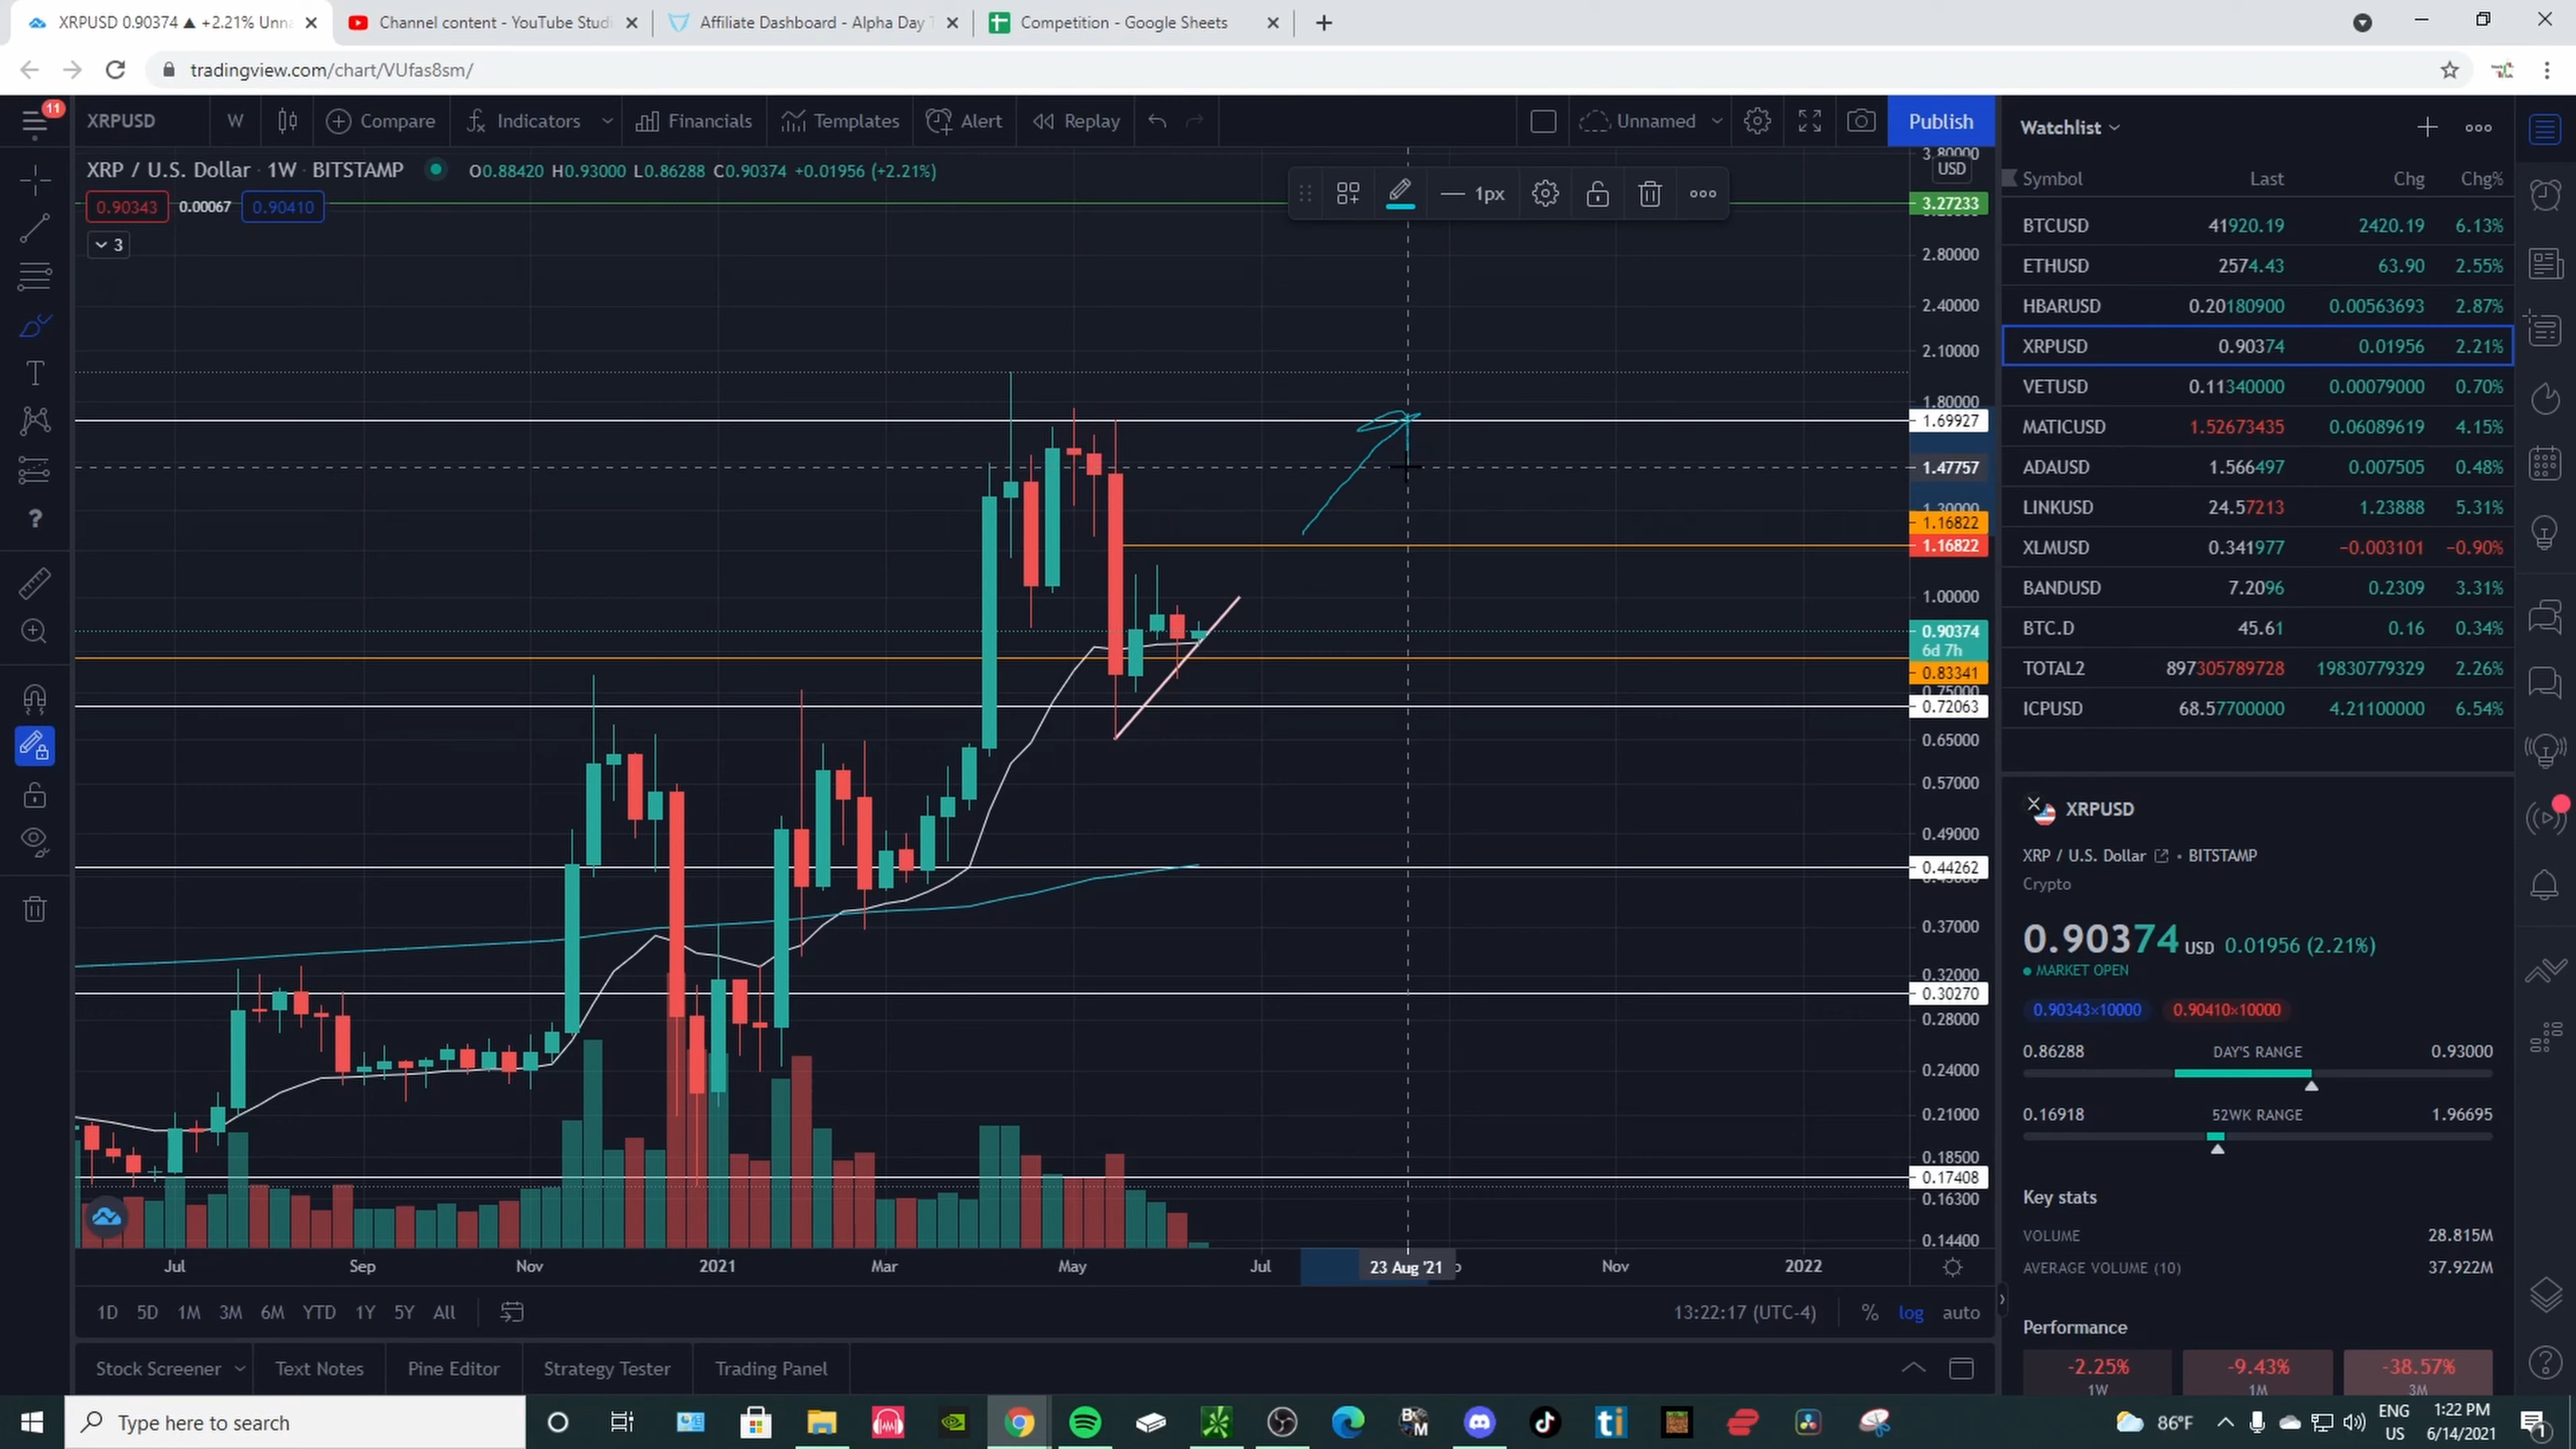 XRPUSD 0.90374 ▲ +2.21% Unna
Channel content - YouTube Studi
Affiliate Dashboard - Alpha Day T
Competition - Google Sheets
tradingview.com/chart/VUfas8sm/
11
XRPUSD W Compare Indicators Financials Templates Alert Replay Unnamed Publish
XRP / U.S. Dollar · 1W · BITSTAMP O0.88420 H0.93000 L0.86288 C0.90374 +0.01956 (+2.21%)
0.90343 0.00067 0.90410
3
1px
3.80000
USD
3.27233
2.80000
2.40000
2.10000
1.80000
1.69927
1.47757
1.30000
1.16822
1.16822
1.00000
0.90374
6d 7h
0.83341
0.75000
0.72063
0.65000
0.57000
0.49000
0.44262
0.37000
0.32000
0.30270
0.28000
0.24000
0.21000
0.18500
0.17408
0.16300
0.14400
Jul Sep Nov 2021 Mar May Jul 23 Aug '21 Nov 2022
1D 5D 1M 3M 6M YTD 1Y 5Y All 13:22:17 (UTC-4) % log auto
Stock Screener Text Notes Pine Editor Strategy Tester Trading Panel
Watchlist
Symbol Last Chg Chg%
BTCUSD 41920.19 2420.19 6.13%
ETHUSD 2574.43 63.90 2.55%
HBARUSD 0.20180900 0.00563693 2.87%
XRPUSD 0.90374 0.01956 2.21%
VETUSD 0.11340000 0.00079000 0.70%
MATICUSD 1.52673435 0.06089619 4.15%
ADAUSD 1.566497 0.007505 0.48%
LINKUSD 24.57213 1.23888 5.31%
XLMUSD 0.341977 −0.003101 −0.90%
BANDUSD 7.2096 0.2309 3.31%
BTC.D 45.61 0.16 0.34%
TOTAL2 897305789728 19830779329 2.26%
ICPUSD 68.57700000 4.21100000 6.54%
XRPUSD
XRP / U.S. Dollar • BITSTAMP
Crypto
0.90374 USD 0.01956 (2.21%)
MARKET OPEN
0.90343×10000 0.90410×10000
0.86288 DAY'S RANGE 0.93000
0.16918 52WK RANGE 1.96695
Key stats
VOLUME 28.815M
AVERAGE VOLUME (10) 37.922M
Performance
-2.25% -9.43% -38.57%
1W 1M 3M
Type here to search
86°F
ENG
US
1:22 PM
6/14/2021
1